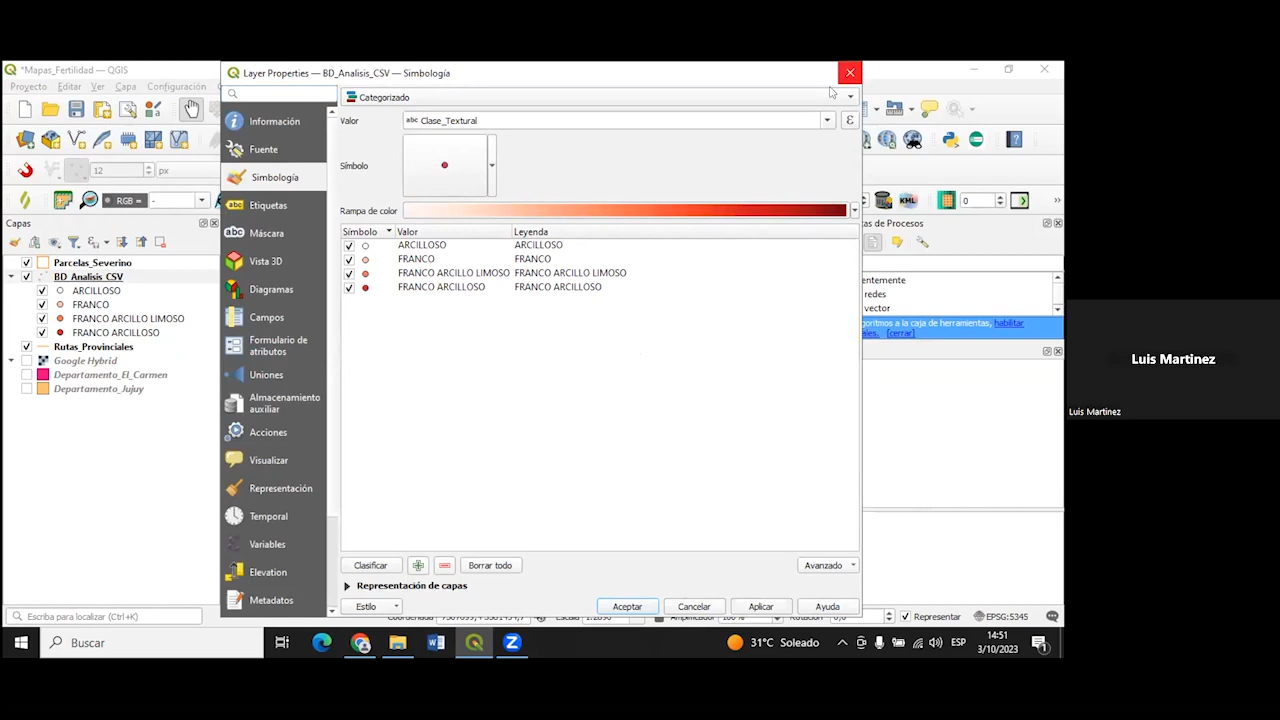 *Mapas_Fertilidad — QGIS
Proyecto Editar Ver Capa Configuración
12 px
RGB =
0
Capas
Parcelas_Severino
BD_Analisis_CSV
ARCILLOSO
FRANCO
FRANCO ARCILLO LIMOSO
FRANCO ARCILLOSO
Rutas_Provinciales
Google Hybrid
Departamento_El_Carmen
Departamento_Jujuy
Layer Properties — BD_Analisis_CSV — Simbología
Información
Fuente
Simbología
Etiquetas
Máscara
Vista 3D
Diagramas
Campos
Formulario de
atributos
Uniones
Almacenamiento
auxiliar
Acciones
Visualizar
Representación
Temporal
Variables
Elevation
Metadatos
Categorizado
Valor abc Clase_Textural ε
Símbolo
Rampa de color
Símbolo Valor Leyenda
ARCILLOSO ARCILLOSO
FRANCO FRANCO
FRANCO ARCILLO LIMOSO FRANCO ARCILLO LIMOSO
FRANCO ARCILLOSO FRANCO ARCILLOSO
Clasificar Borrar todo Avanzado
Representación de capas
Estilo Aceptar Cancelar Aplicar Ayuda
KML
as de Procesos
entemente
redes
vector
goritmos a la caja de herramientas, habilitar
ales. [cerrar]
Escriba para localizar (Ctrl+K)
Representar EPSG:5345
Buscar
31°C Soleado ESP 14:51
3/10/2023
Luis Martinez
Luis Martinez